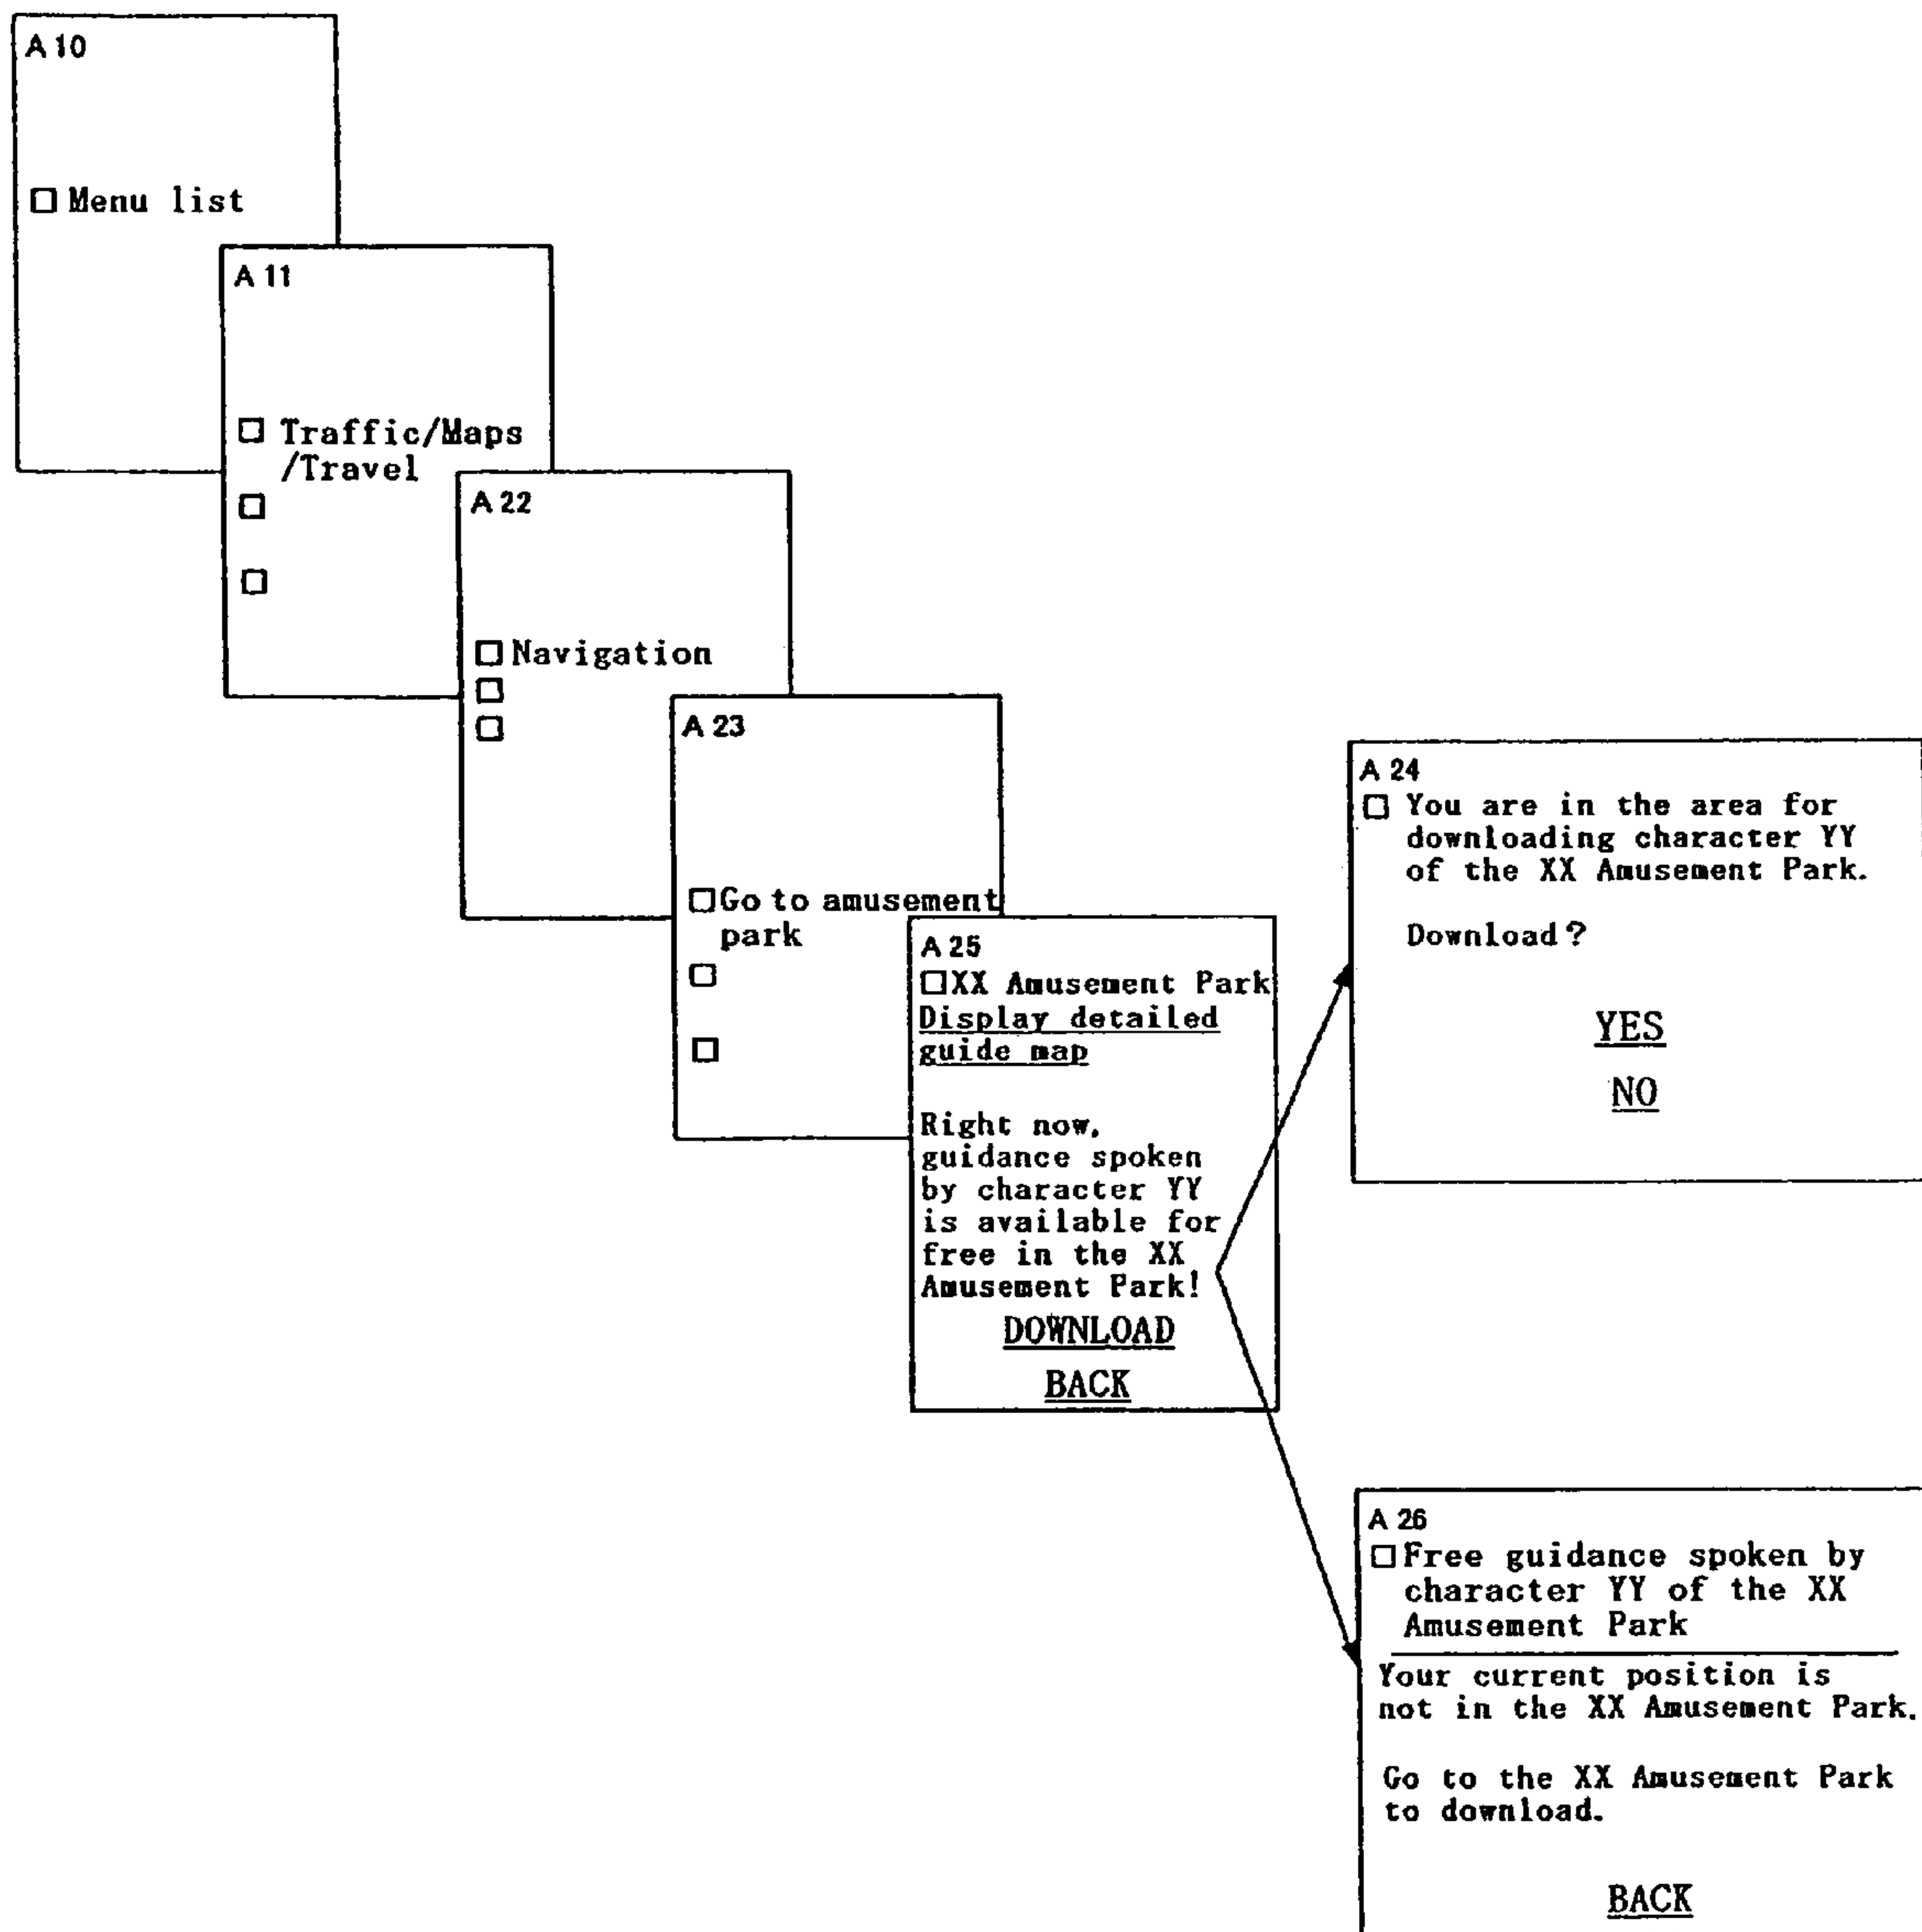 A 10
□ Menu list
A 11
□ Traffic/Maps
/Travel
□
□
A 22
□ Navigation
□
□
A 23
□ Go to amusement
park
□
□
A 25
□ XX Amusement Park
Display detailed
guide map
Right now,
guidance spoken
by character YY
is available for
free in the XX
Amusement Park!
DOWNLOAD
BACK
A 24
□ You are in the area for
downloading character YY
of the XX Amusement Park.
Download?
YES
NO
A 26
□ Free guidance spoken by
character YY of the XX
Amusement Park
Your current position is
not in the XX Amusement Park.
Go to the XX Amusement Park
to download.
BACK